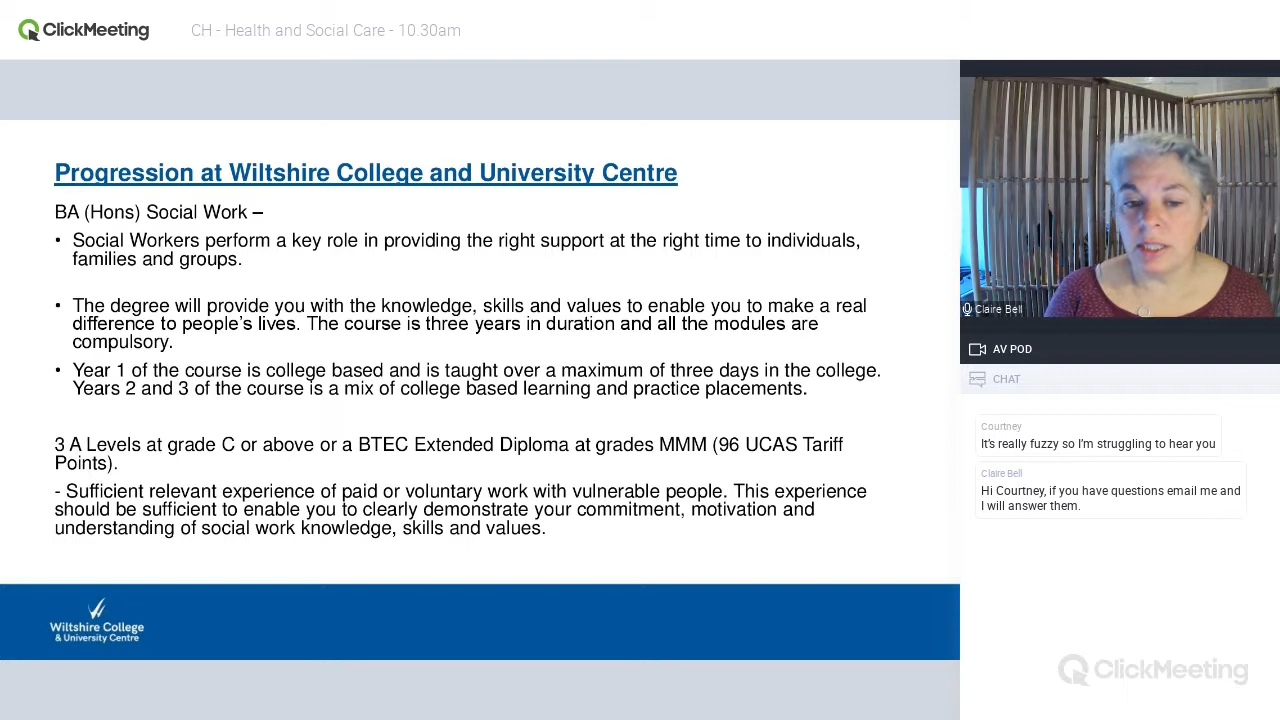 ClickMeeting
CH - Health and Social Care - 10.30am
Progression at Wiltshire College and University Centre
BA (Hons) Social Work –
• Social Workers perform a key role in providing the right support at the right time to individuals,
families and groups.
• The degree will provide you with the knowledge, skills and values to enable you to make a real
difference to people's lives. The course is three years in duration and all the modules are
compulsory.
• Year 1 of the course is college based and is taught over a maximum of three days in the college.
Years 2 and 3 of the course is a mix of college based learning and practice placements.
3 A Levels at grade C or above or a BTEC Extended Diploma at grades MMM (96 UCAS Tariff
Points).
- Sufficient relevant experience of paid or voluntary work with vulnerable people. This experience
should be sufficient to enable you to clearly demonstrate your commitment, motivation and
understanding of social work knowledge, skills and values.
Wiltshire College
& University Centre
Claire Bell
AV POD
CHAT
Courtney
It's really fuzzy so I'm struggling to hear you
Claire Bell
Hi Courtney, if you have questions email me and
I will answer them.
ClickMeeting